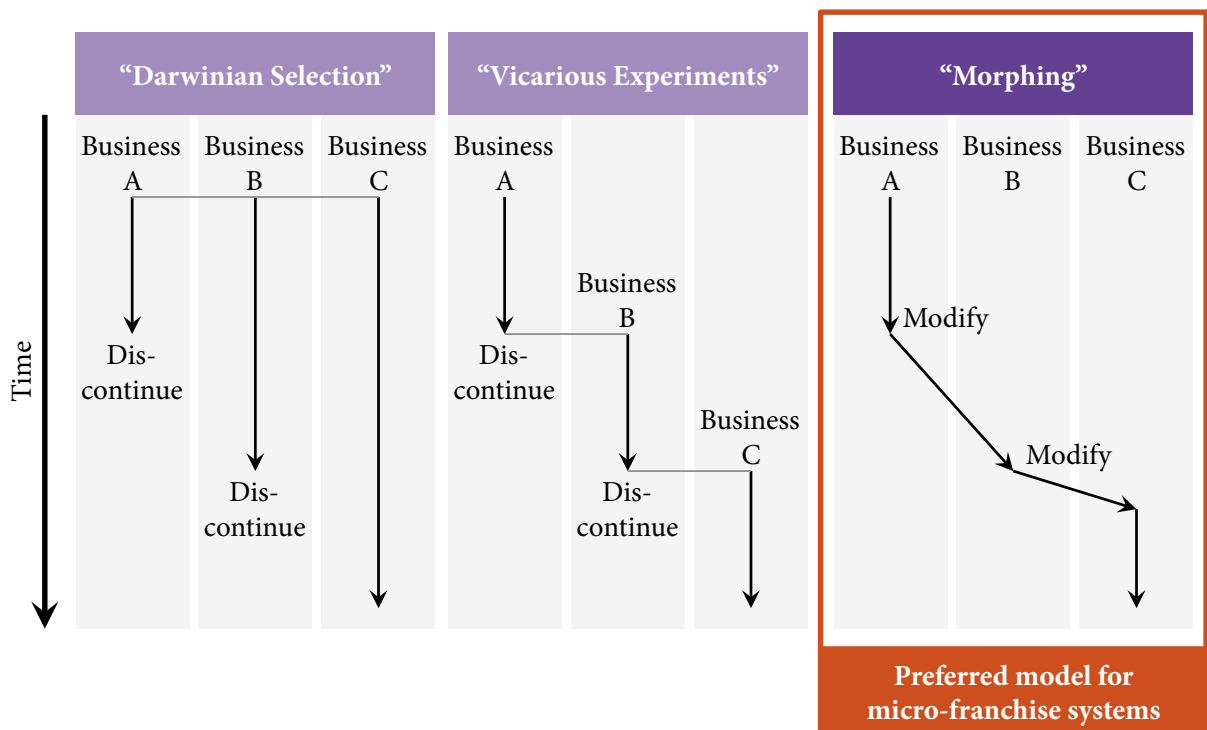 “Darwinian Selection”
“Vicarious Experiments”
“Morphing”
Time
Business
A
Business
B
Business
C
Dis-
continue
Dis-
continue
Business
A
Business
B
Dis-
continue
Business
C
Dis-
continue
Business
A
Business
B
Business
C
Modify
Modify
Preferred model for
micro-franchise systems